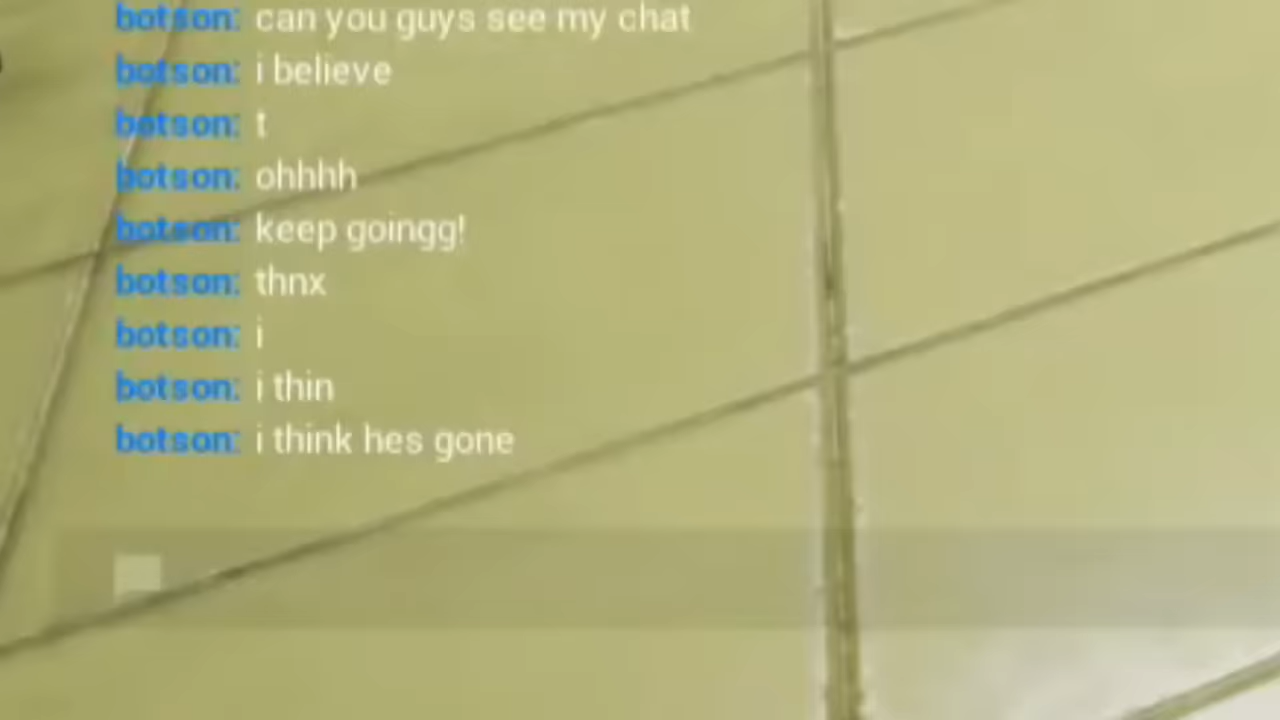 botson: can you guys see my chat
botson: i believe
botson: t
botson: ohhhh
botson: keep goingg!
botson: thnx
botson: i
botson: i thin
botson: i think hes gone